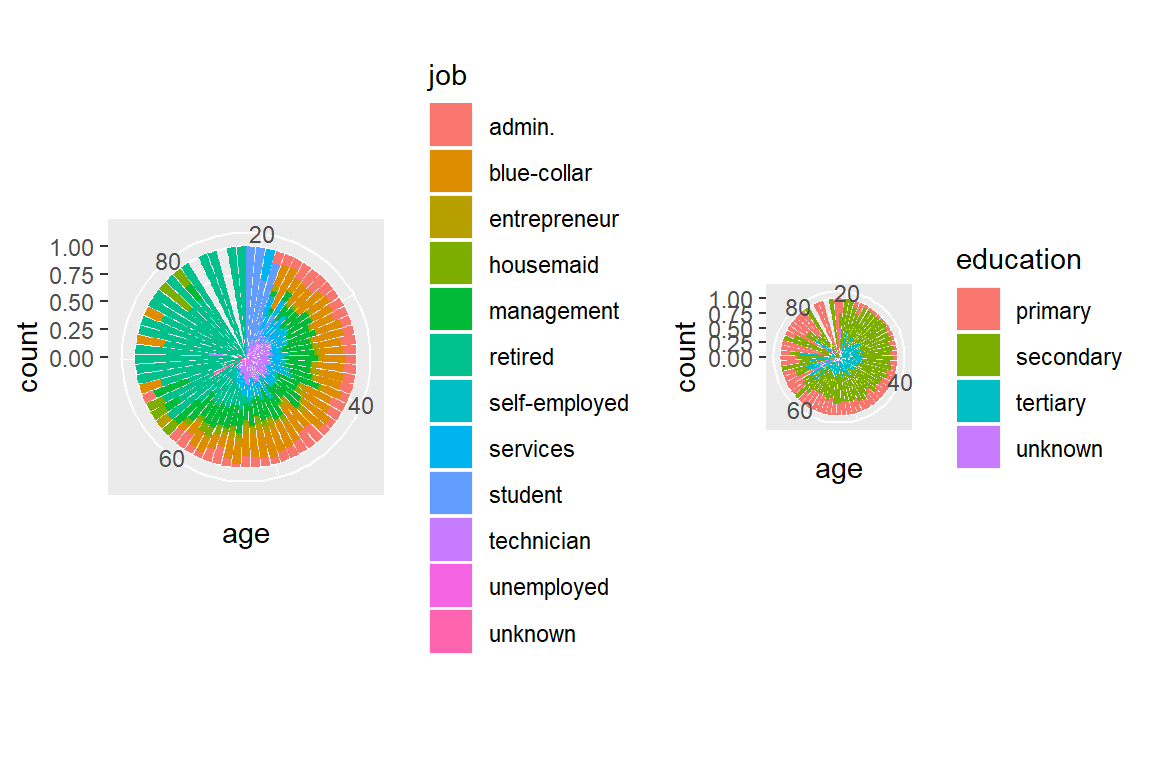 job
admin.
blue-collar
entrepreneur
housemaid
management
retired
self-employed
services
student
technician
unemployed
unknown
1.00
0.75
0.50
0.25
0.00
count
20
40
60
80
age
1.00
0.75
0.50
0.25
0.00
count
20
40
60
80
age
education
primary
secondary
tertiary
unknown